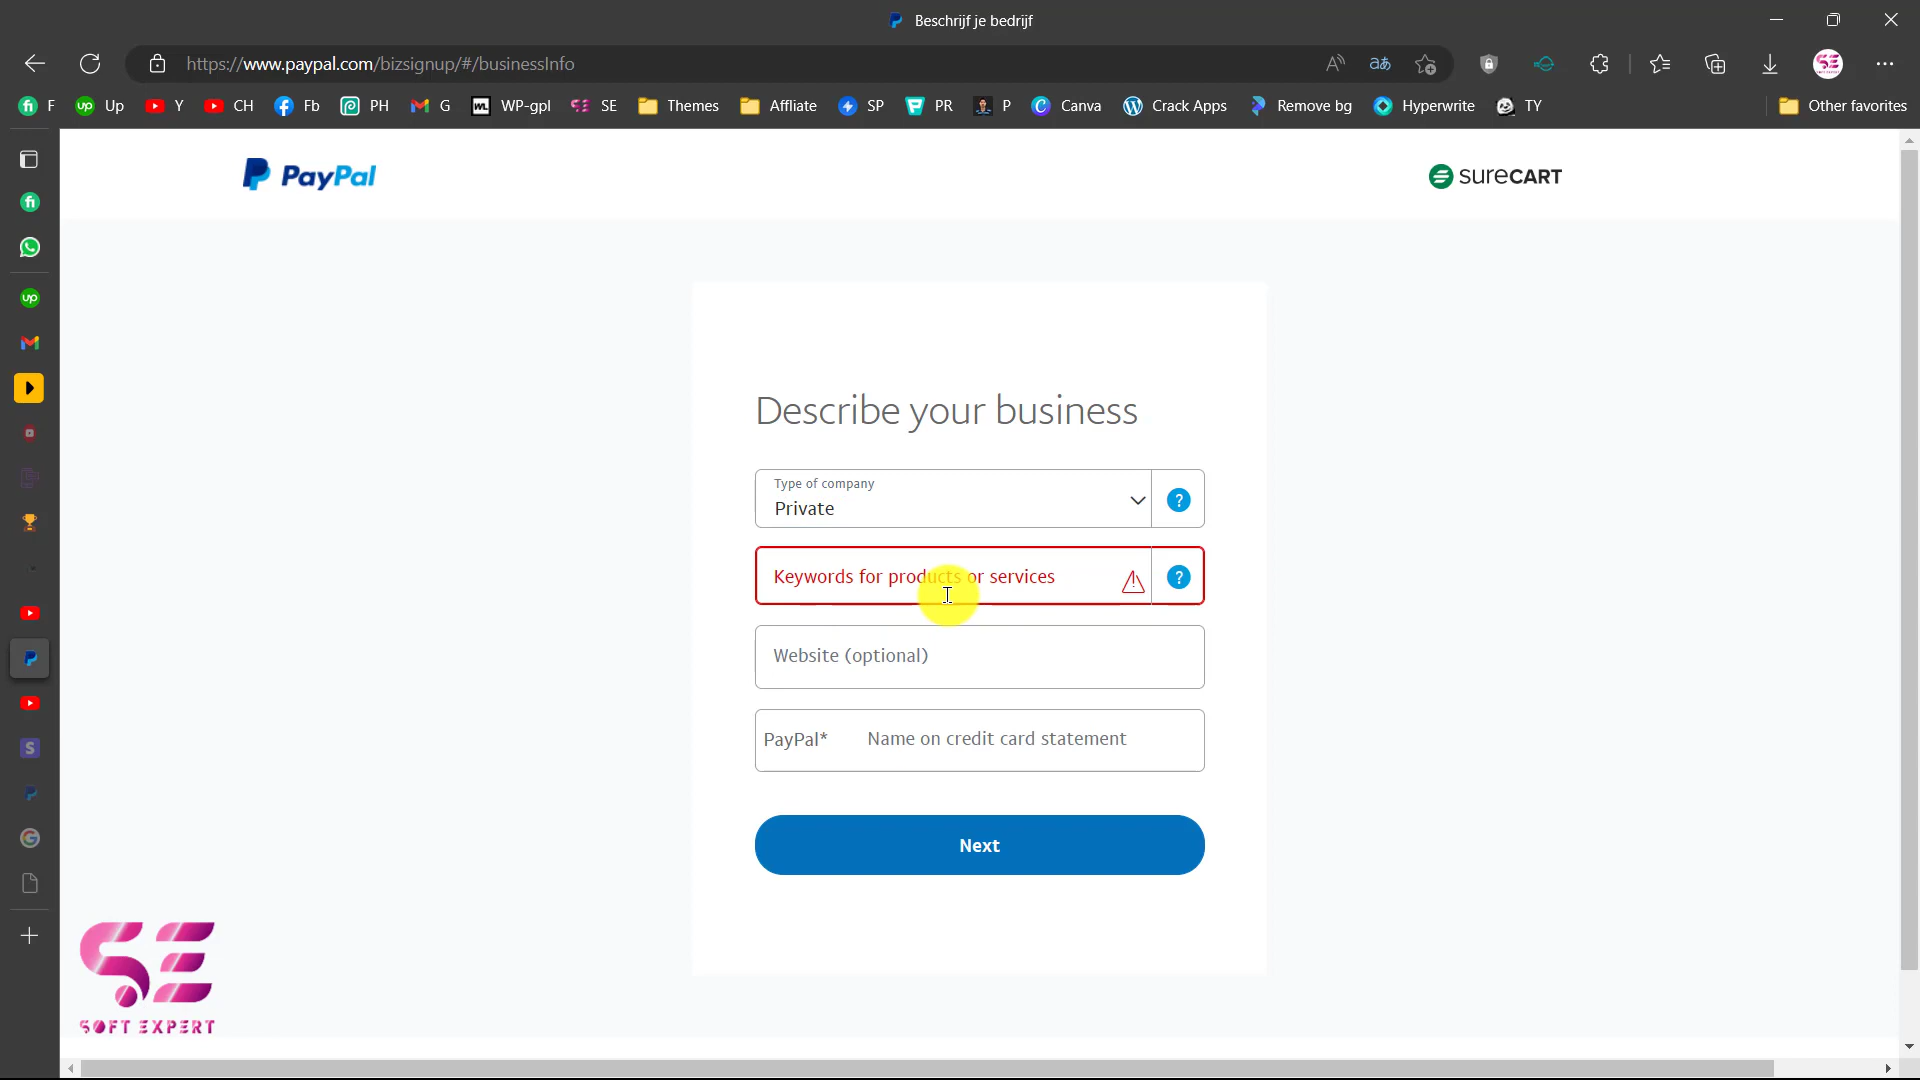 Beschrijf je bedrijf
https://www.paypal.com/bizsignup/#/businessInfo
F Up Y CH Fb PH G WP-gpl SE Themes Affliate SP PR P Canva Crack Apps Remove bg Hyperwrite TY Other favorites
PayPal
SURECART
Describe your business
Type of company
Private
Keywords for products or services
Website (optional)
PayPal* Name on credit card statement
Next
SE
SOFT EXPERT